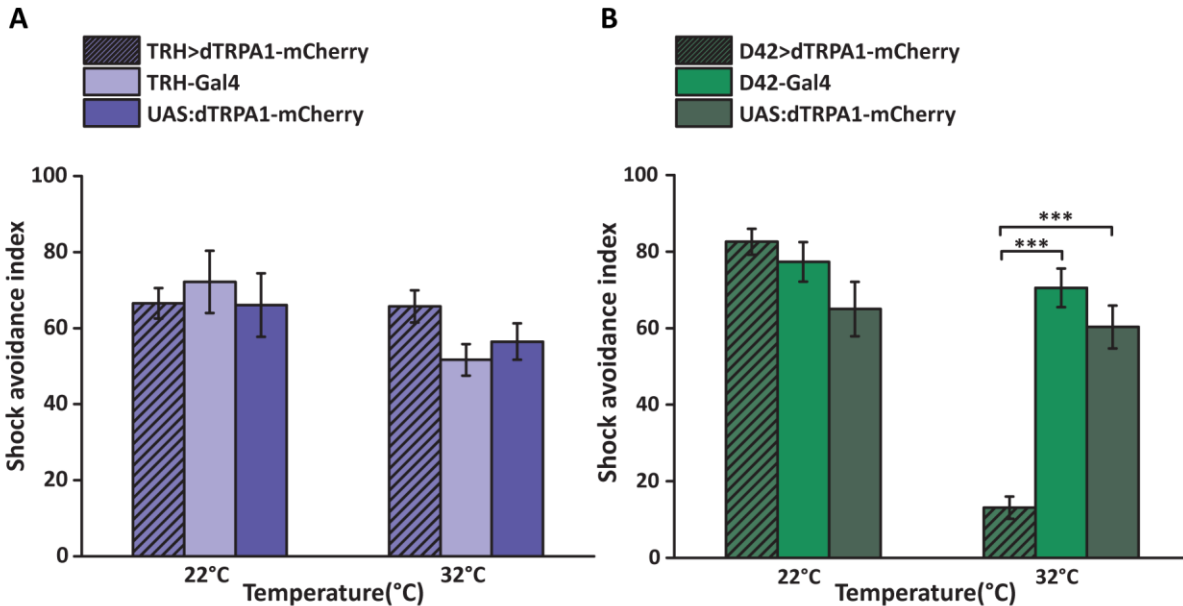 A
TRH>dTRPA1-mCherry
TRH-Gal4
UAS:dTRPA1-mCherry
Shock avoidance index
100
80
60
40
20
0
22°C
32°C
Temperature(°C)
B
D42>dTRPA1-mCherry
D42-Gal4
UAS:dTRPA1-mCherry
Shock avoidance index
100
80
60
40
20
0
***
***
22°C
32°C
Temperature(°C)